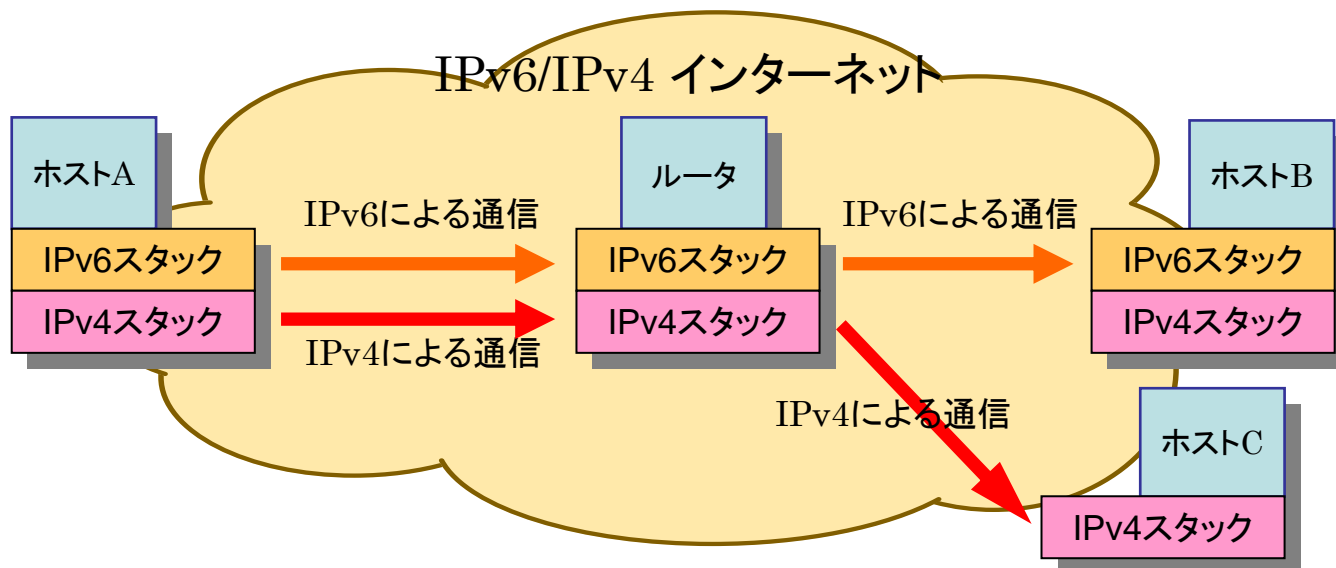 IPv6/IPv4 インターネット
ホストA
ルータ
ホストB
IPv6による通信
IPv6による通信
IPv6スタック
IPv6スタック
IPv6スタック
IPv4スタック
IPv4スタック
IPv4スタック
IPv4による通信
IPv4による通信
ホストC
IPv4スタック